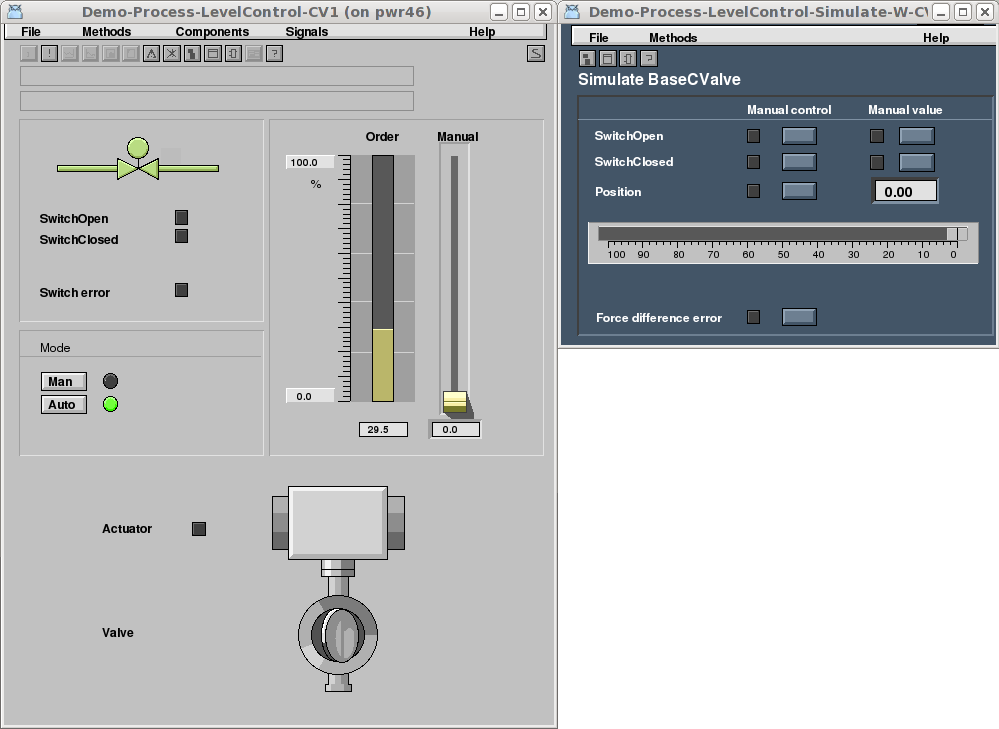 Demo-Process-LevelControl-CV1 (on pwr46)
File Methods Components Signals Help
S
SwitchOpen
SwitchClosed
Switch error
Mode
Man
Auto
Order Manual
100.0
%
0.0
29.5 0.0
Actuator
Valve
Demo-Process-LevelControl-Simulate-W-CV
File Methods Help
?
Simulate BaseCValve
Manual control Manual value
SwitchOpen
SwitchClosed
Position 0.00
100 90 80 70 60 50 40 30 20 10 0
Force difference error